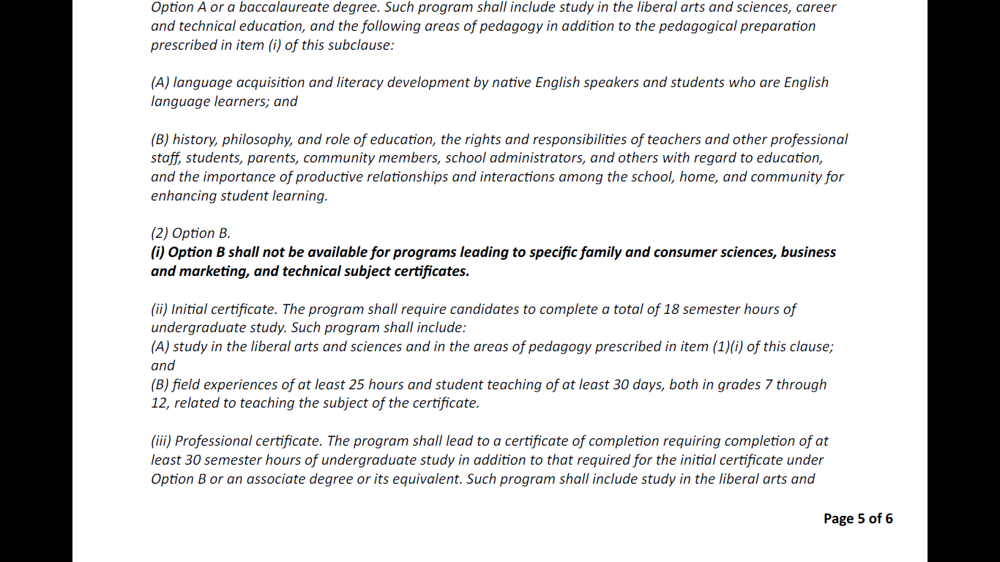 Option A or a baccalaureate degree. Such program shall include study in the liberal arts and sciences, career
and technical education, and the following areas of pedagogy in addition to the pedagogical preparation
prescribed in item (i) of this subclause:
(A) language acquisition and literacy development by native English speakers and students who are English
language learners; and
(B) history, philosophy, and role of education, the rights and responsibilities of teachers and other professional
staff, students, parents, community members, school administrators, and others with regard to education,
and the importance of productive relationships and interactions among the school, home, and community for
enhancing student learning.
(2) Option B.
(i) Option B shall not be available for programs leading to specific family and consumer sciences, business
and marketing, and technical subject certificates.
(ii) Initial certificate. The program shall require candidates to complete a total of 18 semester hours of
undergraduate study. Such program shall include:
(A) study in the liberal arts and sciences and in the areas of pedagogy prescribed in item (1)(i) of this clause;
and
(B) field experiences of at least 25 hours and student teaching of at least 30 days, both in grades 7 through
12, related to teaching the subject of the certificate.
(iii) Professional certificate. The program shall lead to a certificate of completion requiring completion of at
least 30 semester hours of undergraduate study in addition to that required for the initial certificate under
Option B or an associate degree or its equivalent. Such program shall include study in the liberal arts and
Page 5 of 6